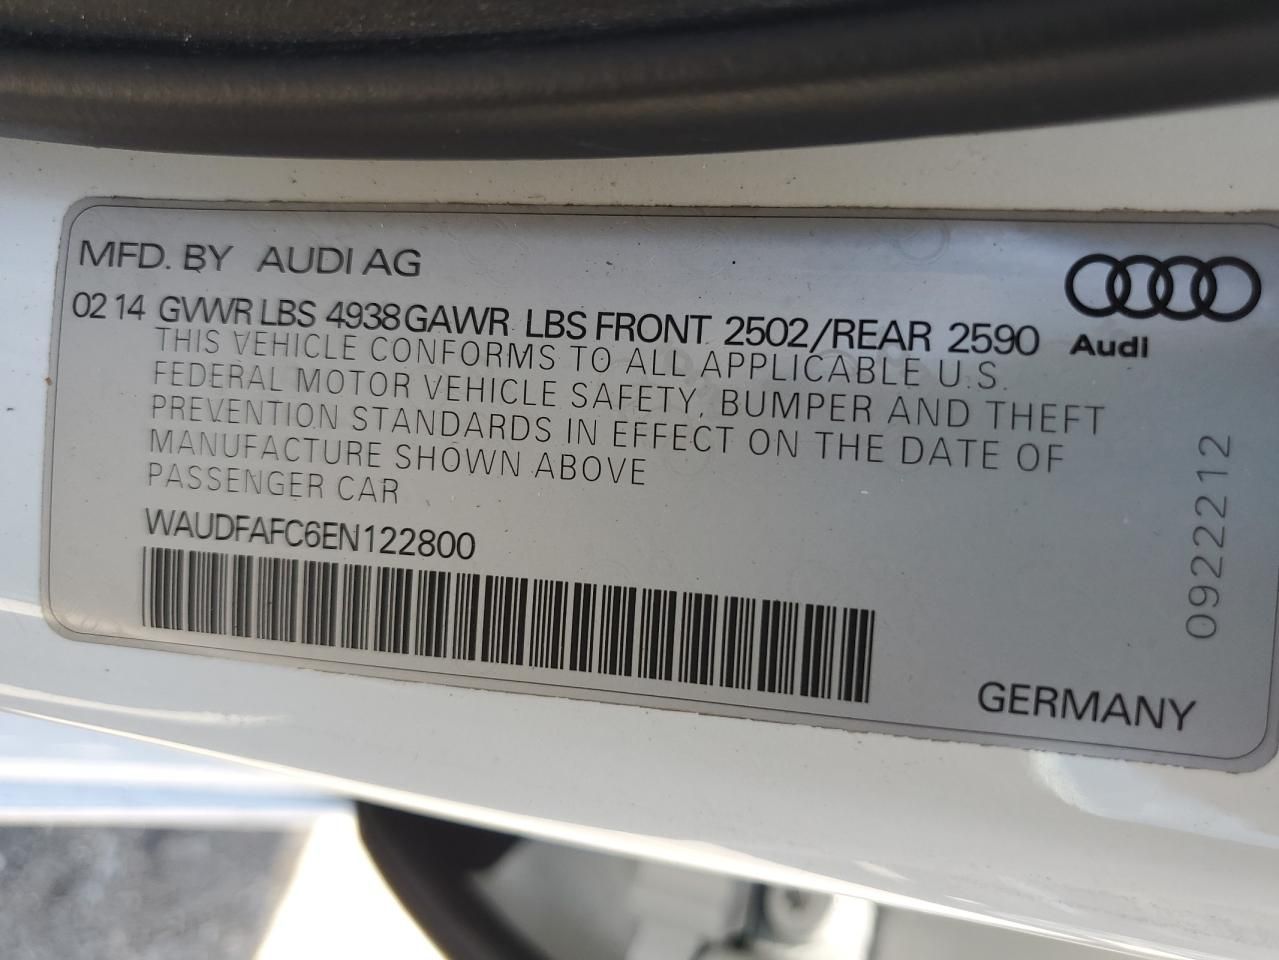 MFD. BY AUDI AG
02 14 GVWR LBS 4938 GAWR LBS FRONT 2502/REAR 2590
Audi
THIS VEHICLE CONFORMS TO ALL APPLICABLE U.S.
FEDERAL MOTOR VEHICLE SAFETY, BUMPER AND THEFT
PREVENTION STANDARDS IN EFFECT ON THE DATE OF
MANUFACTURE SHOWN ABOVE
PASSENGER CAR
WAUDFAFC6EN122800
0922212
GERMANY